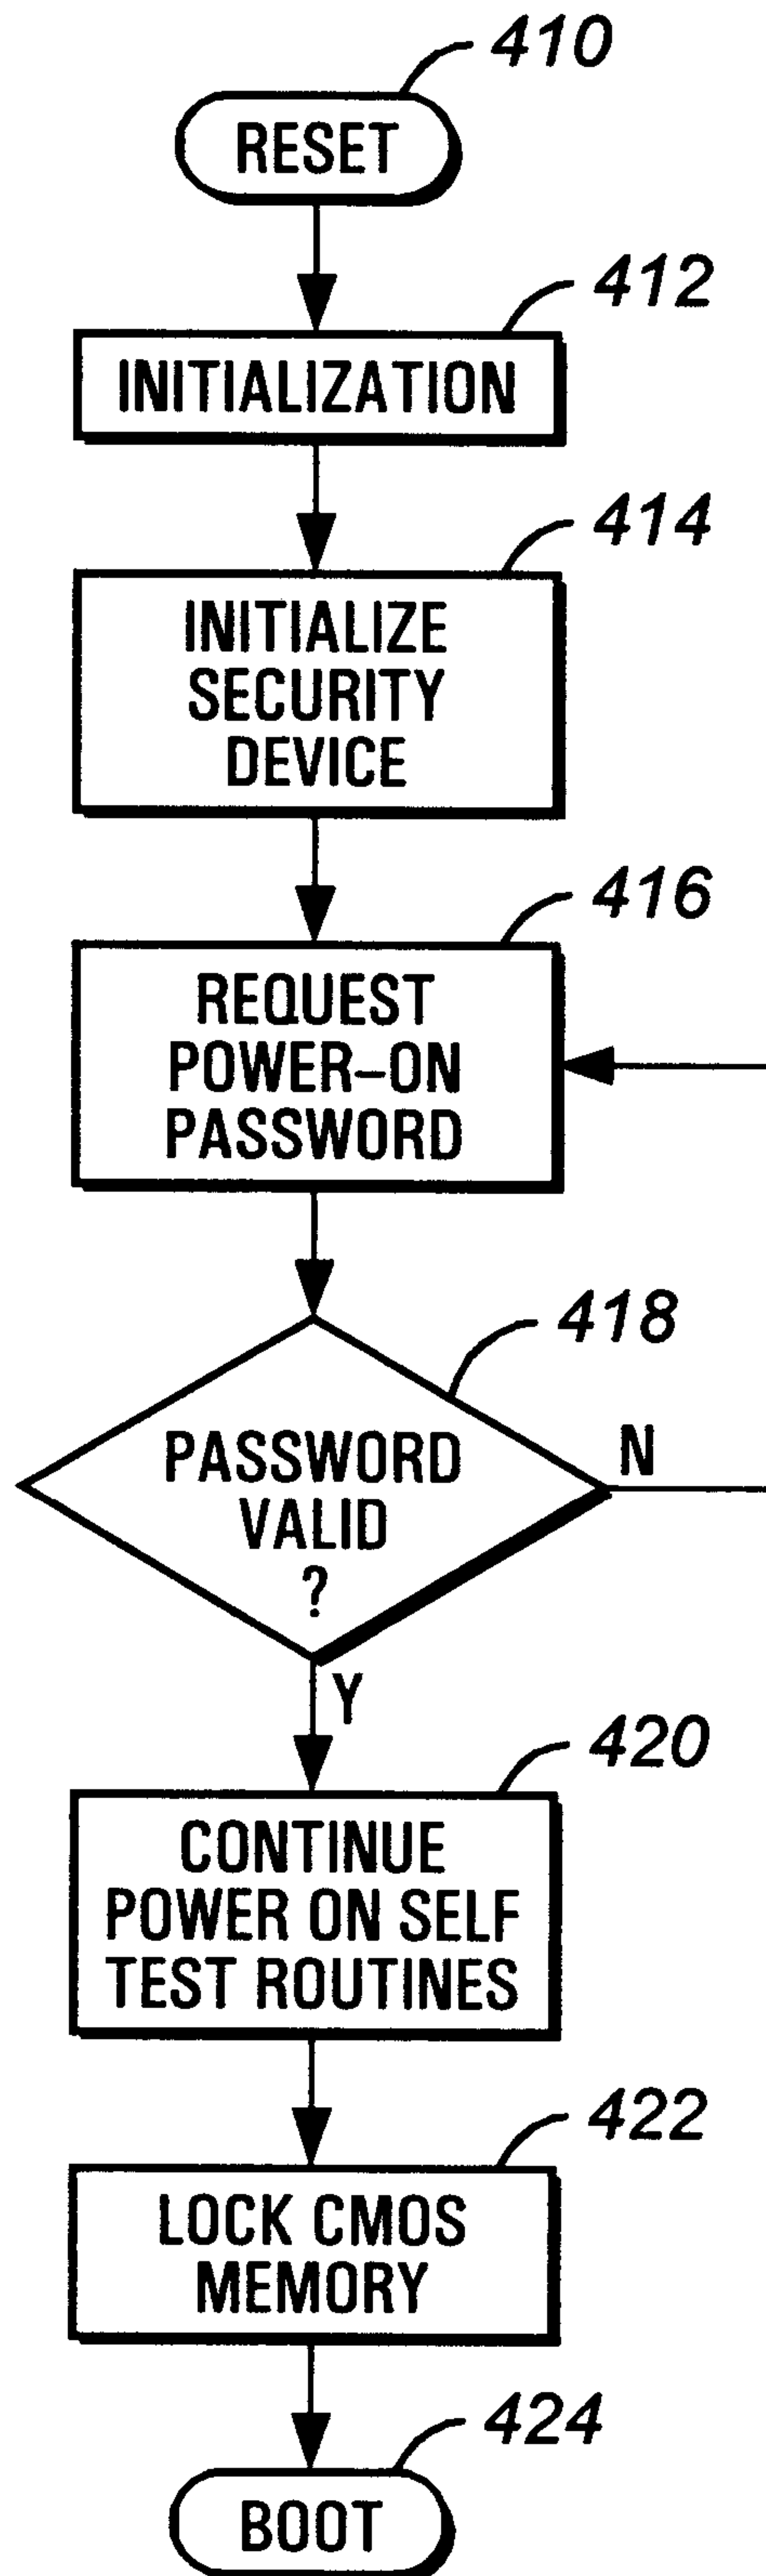 410
RESET
412
INITIALIZATION
414
INITIALIZE
SECURITY
DEVICE
416
REQUEST
POWER-ON
PASSWORD
418
PASSWORD
VALID
?
N
Y
420
CONTINUE
POWER ON SELF
TEST ROUTINES
422
LOCK CMOS
MEMORY
424
BOOT